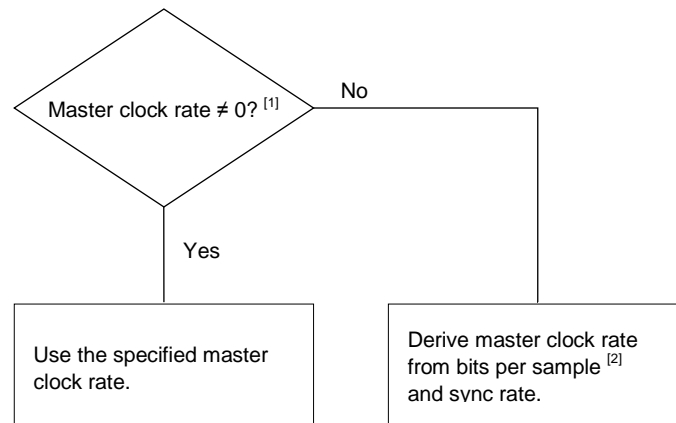 Master clock rate ≠ 0? [1]
No
Yes
Use the specified master
clock rate.
Derive master clock rate
from bits per sample [2]
and sync rate.